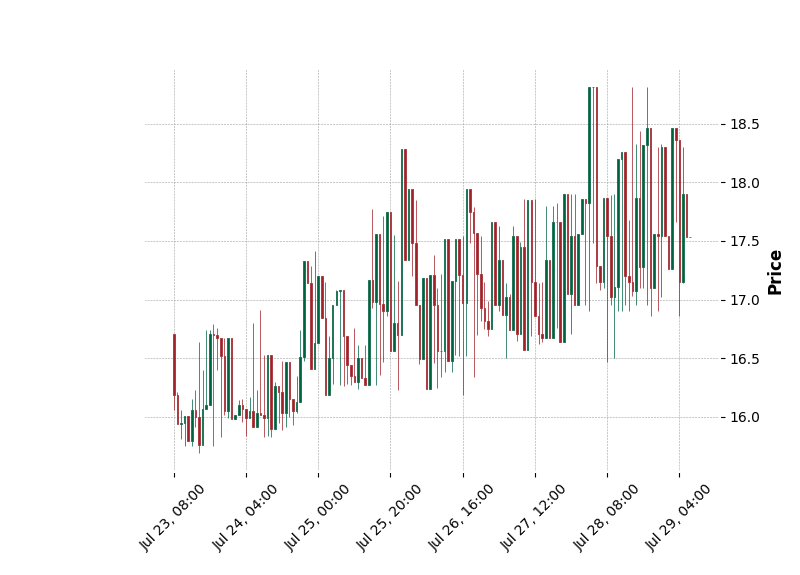 18.5
18.0
17.5
17.0
16.5
16.0
Price
Jul 23, 08:00
Jul 24, 04:00
Jul 25, 00:00
Jul 25, 20:00
Jul 26, 16:00
Jul 27, 12:00
Jul 28, 08:00
Jul 29, 04:00